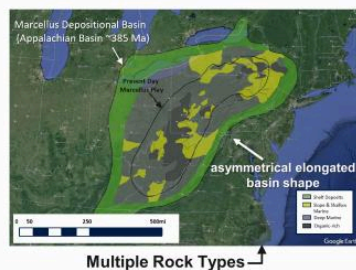 Marcellus Depositional Basin
(Appalachian Basin ~385 Ma)
Present Day
Marcellus Play
asymmetrical elongated
basin shape
Shelf Deposits
Slope & Shallow
Marine
Deep Marine
Organic rich
0 50 250 500mi
Google Earth
Multiple Rock Types